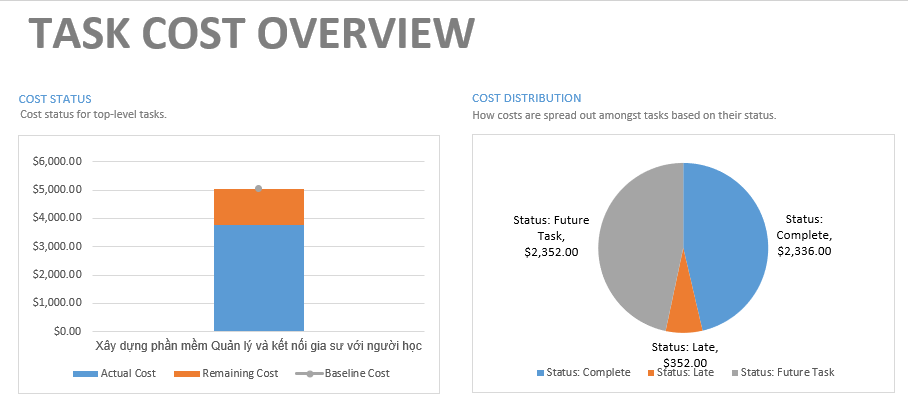 TASK COST OVERVIEW
COST STATUS
Cost status for top-level tasks.
$6,000.00
$5,000.00
$4,000.00
$3,000.00
$2,000.00
$1,000.00
$0.00
Xây dựng phần mềm Quản lý và kết nối gia sư với người học
Actual Cost
Remaining Cost
Baseline Cost
COST DISTRIBUTION
How costs are spread out amongst tasks based on their status.
Status: Future
Task,
$2,352.00
Status:
Complete,
$2,336.00
Status: Late,
$352.00
Status: Complete
Status: Late
Status: Future Task